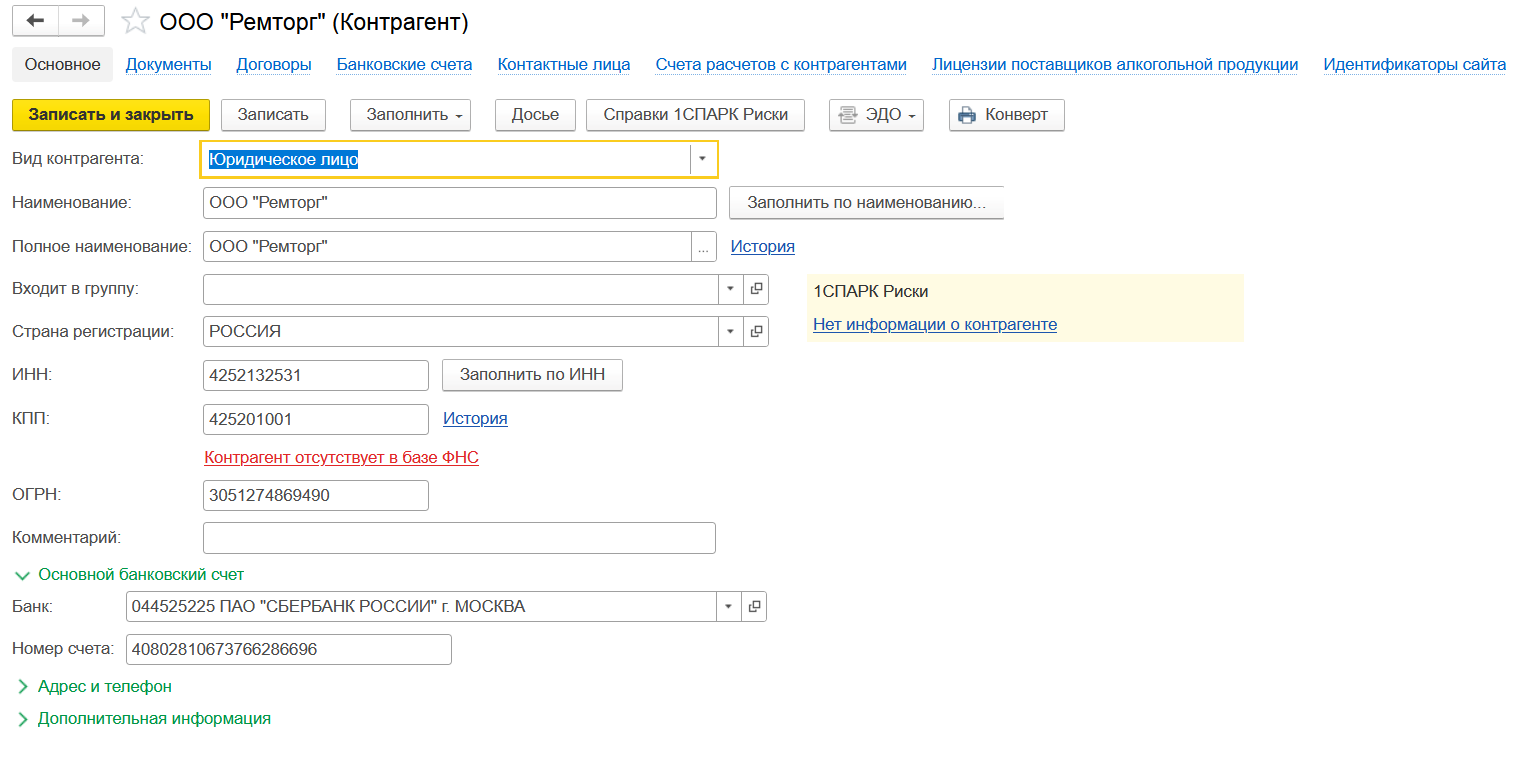 ООО "Ремторг" (Контрагент)
Основное Документы Договоры Банковские счета Контактные лица Счета расчетов с контрагентами Лицензии поставщиков алкогольной продукции Идентификаторы сайта
Записать и закрыть Записать Заполнить Досье Справки 1СПАРК Риски ЭДО Конверт
Вид контрагента: Юридическое лицо
Наименование: ООО "Ремторг" Заполнить по наименованию...
Полное наименование: ООО "Ремторг" ... История
Входит в группу: 1СПАРК Риски
Страна регистрации: РОССИЯ Нет информации о контрагенте
ИНН: 4252132531 Заполнить по ИНН
КПП: 425201001 История
Контрагент отсутствует в базе ФНС
ОГРН: 3051274869490
Комментарий:
Основной банковский счет
Банк: 044525225 ПАО "СБЕРБАНК РОССИИ" г. МОСКВА
Номер счета: 40802810673766286696
Адрес и телефон
Дополнительная информация